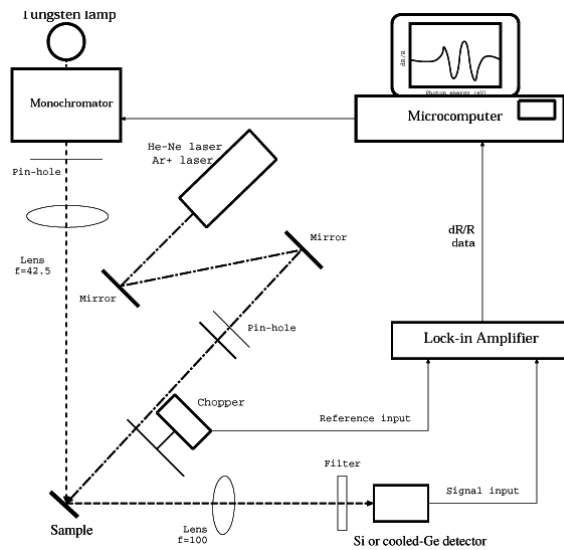 Tungsten lamp
Monochromator
Pin-hole
Lens
f=42.5
He-Ne laser
Ar+ laser
Mirror
Mirror
Pin-hole
Chopper
Reference input
dR/R
Photon energy (eV)
Microcomputer
dR/R
data
Lock-in Amplifier
Filter
Signal input
Sample
Lens
f=100
Si or cooled-Ge detector